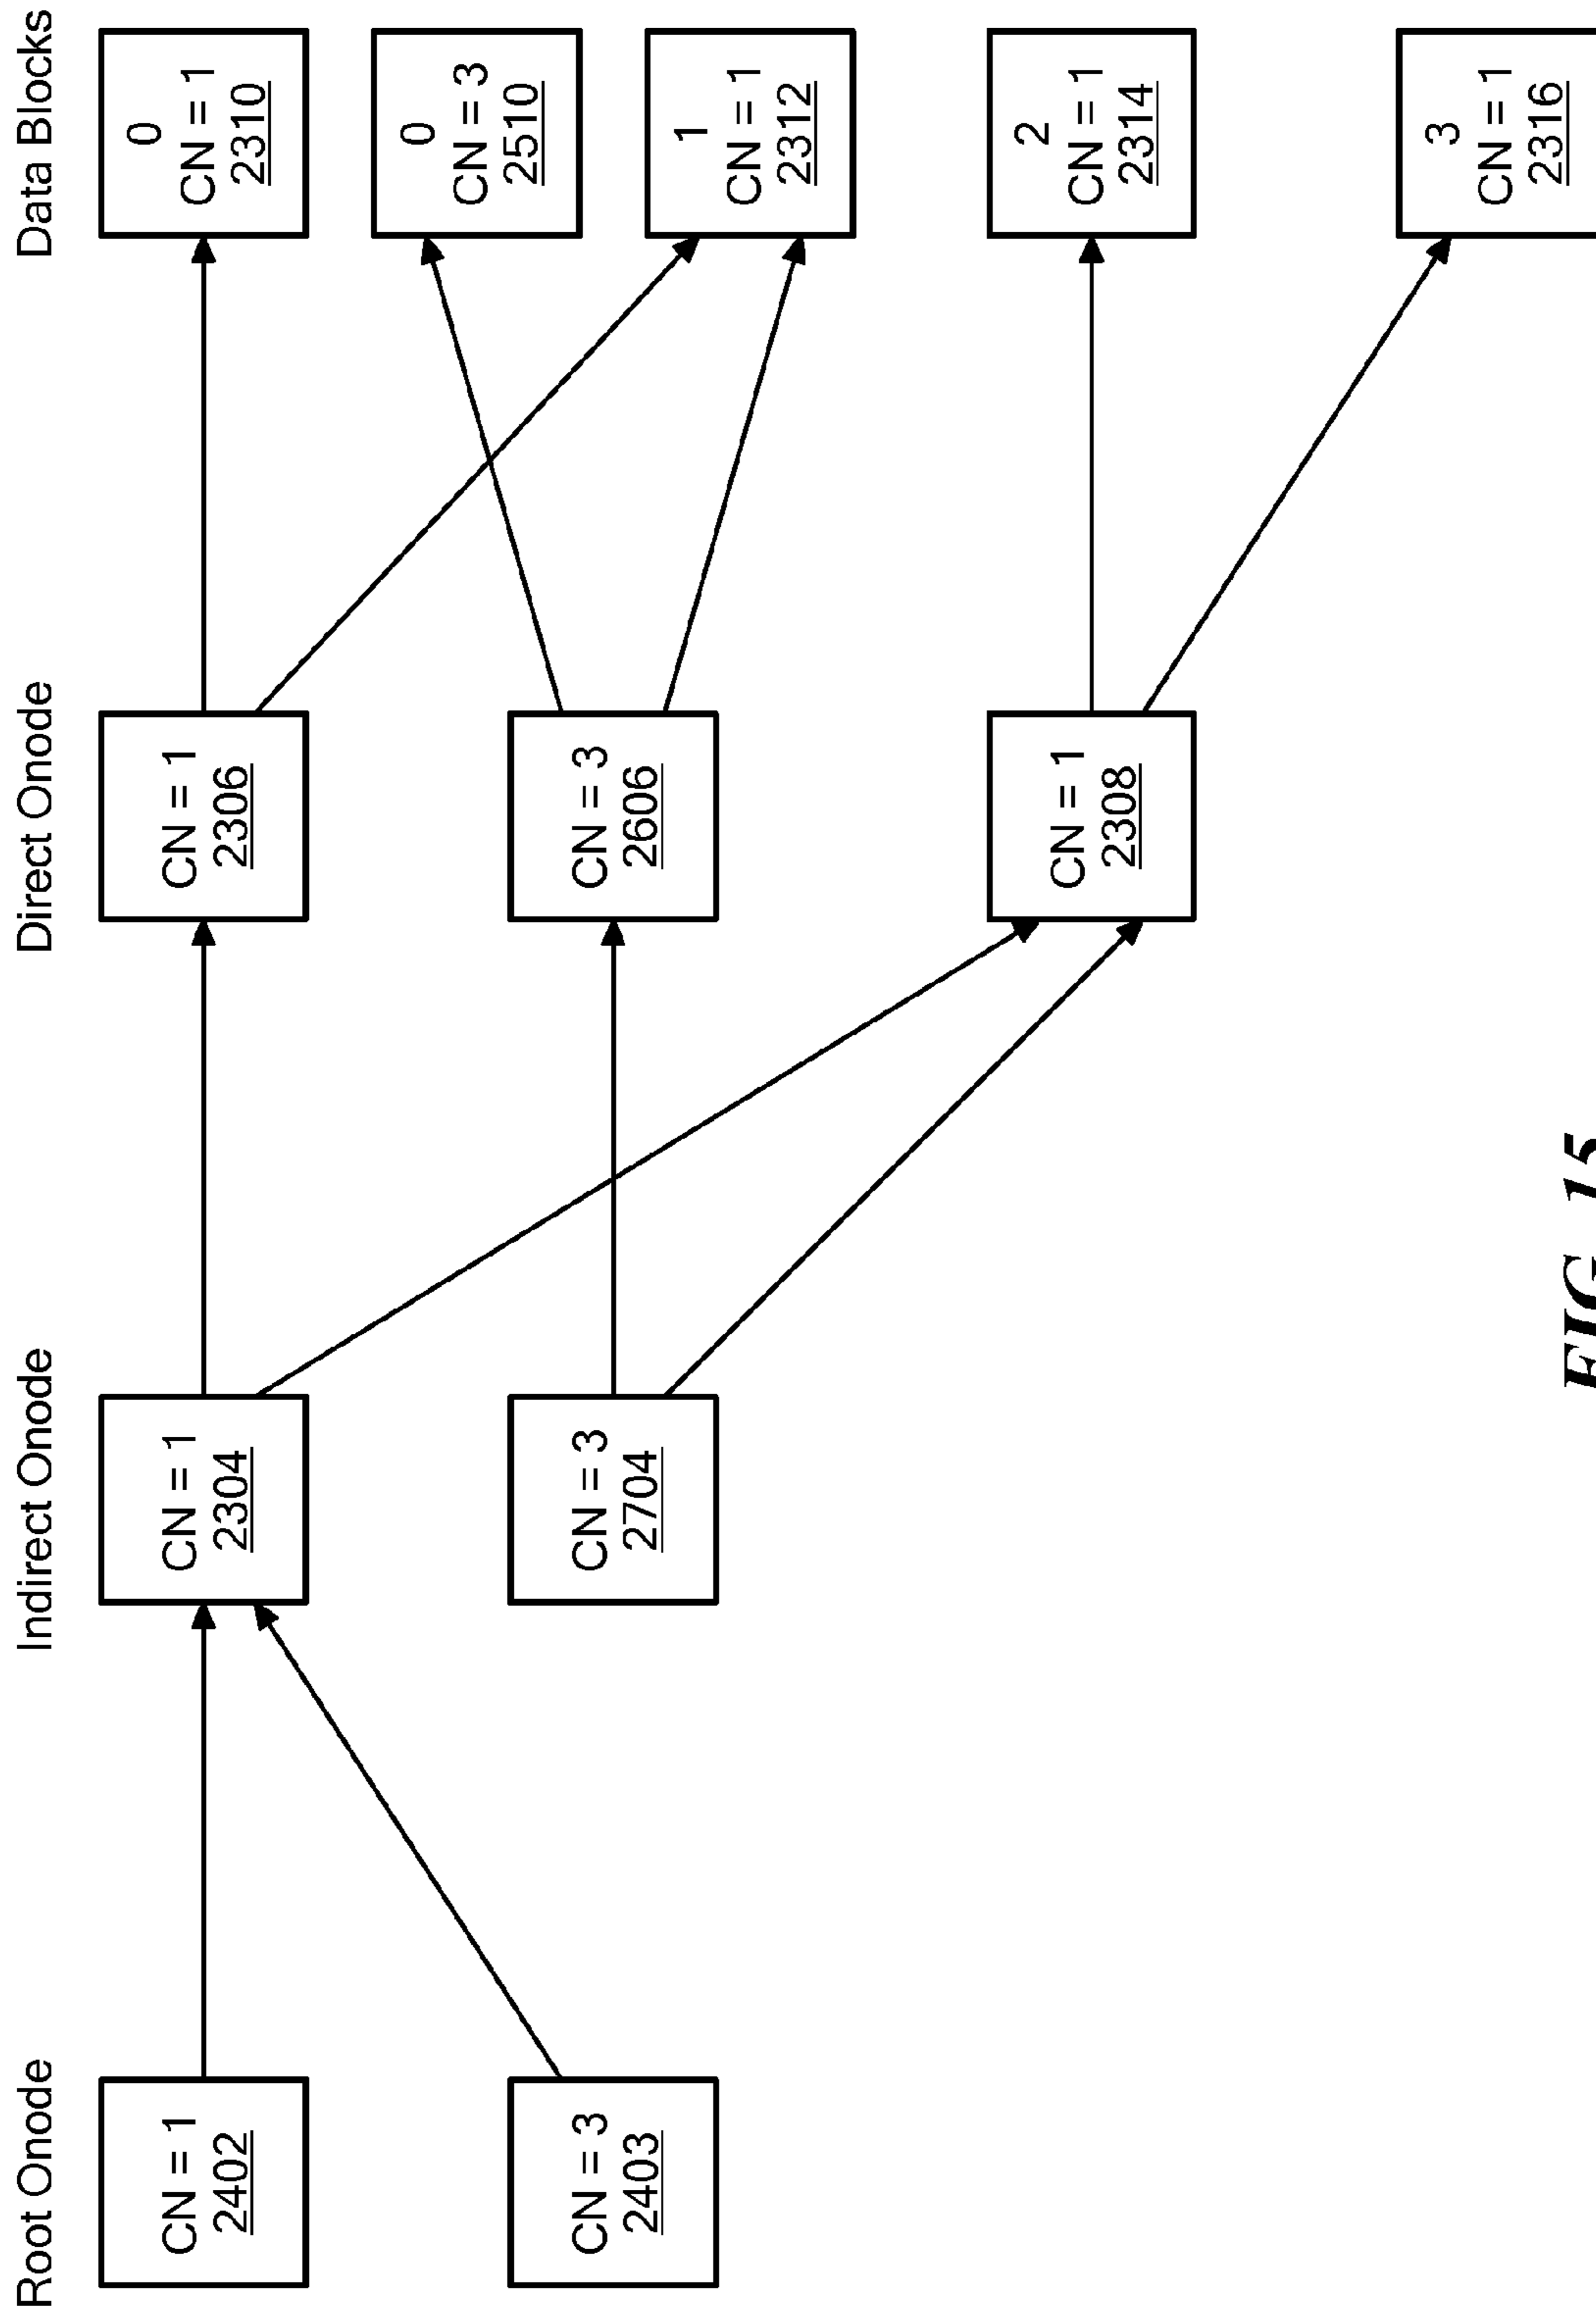 Root Onode
Indirect Onode
Direct Onode
Data Blocks
CN = 1
2402
CN = 1
2304
CN = 1
2306
0
CN = 1
2310
0
CN = 3
2510
CN = 3
2403
CN = 3
2704
CN = 3
2606
1
CN = 1
2312
CN = 1
2308
2
CN = 1
2314
3
CN = 1
2316
FIG. 15